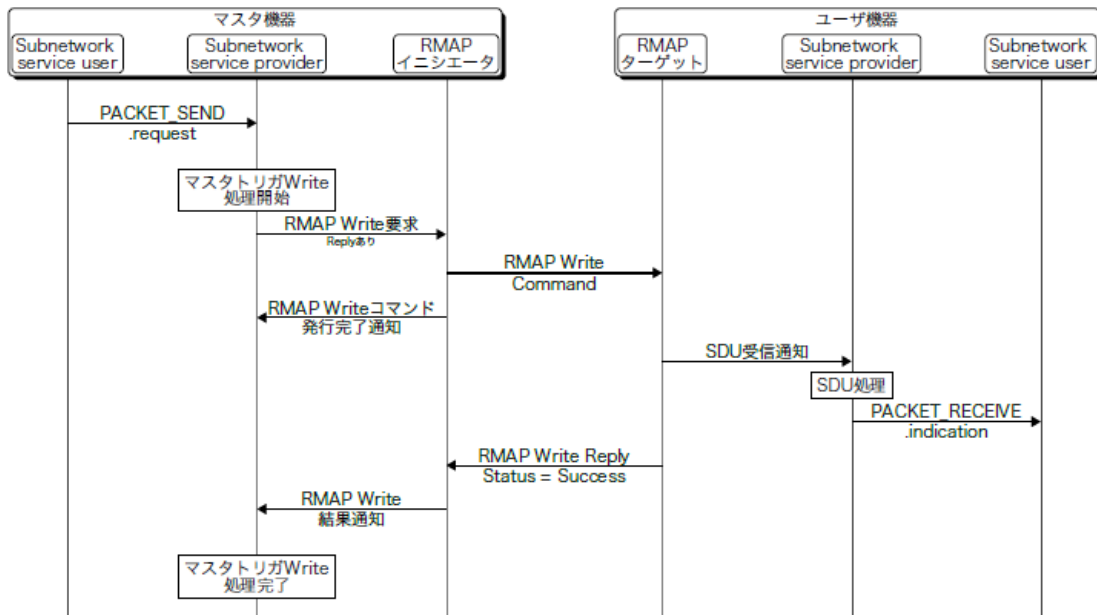 マスタ機器
ユーザ機器
Subnetwork
service user
Subnetwork
service provider
RMAP
イニシエータ
RMAP
ターゲット
Subnetwork
service provider
Subnetwork
service user
PACKET_SEND
.request
マスタトリガWrite
処理開始
RMAP Write要求
Replyあり
RMAP Write
Command
RMAP Writeコマンド
発行完了通知
SDU受信通知
SDU処理
PACKET_RECEIVE
.indication
RMAP Write Reply
Status = Success
RMAP Write
結果通知
マスタトリガWrite
処理完了